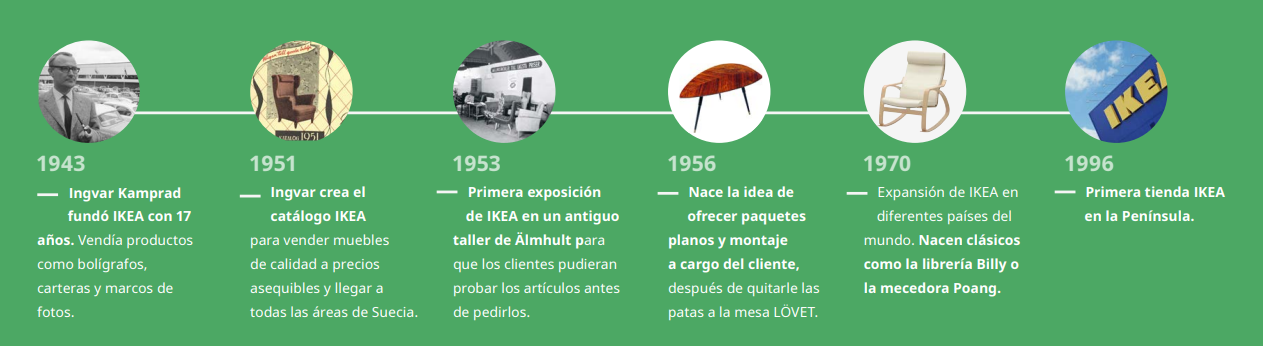 1943
Ingvar Kamprad
fundó IKEA con 17
años. Vendía productos
como bolígrafos,
carteras y marcos de
fotos.
1951
1951
Ingvar crea el
catálogo IKEA
para vender muebles
de calidad a precios
asequibles y llegar a
todas las áreas de Suecia.
1953
Primera exposición
de IKEA en un antiguo
taller de Älmhult para
que los clientes pudieran
probar los artículos antes
de pedirlos.
1956
Nace la idea de
ofrecer paquetes
planos y montaje
a cargo del cliente,
después de quitarle las
patas a la mesa LÖVET.
1970
Expansión de IKEA en
diferentes países del
mundo. Nacen clásicos
como la librería Billy o
la mecedora Poang.
IKEA
1996
Primera tienda IKEA
en la Península.